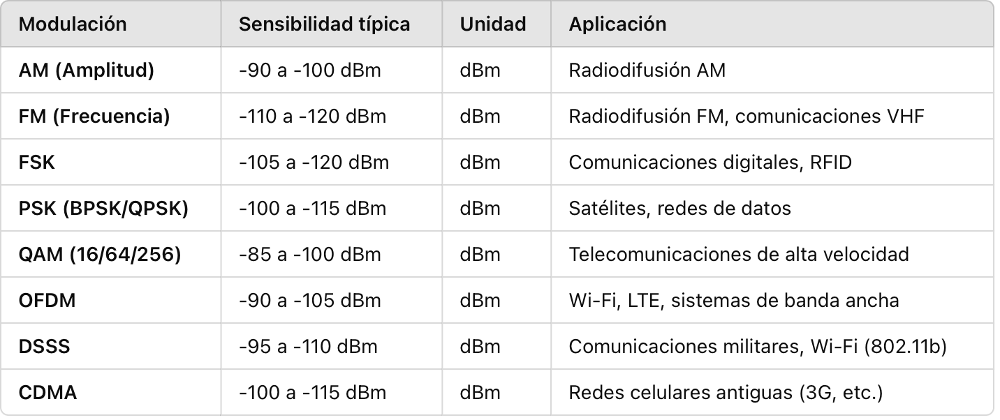 Modulación Sensibilidad típica Unidad Aplicación
AM (Amplitud) -90 a -100 dBm dBm Radiodifusión AM
FM (Frecuencia) -110 a -120 dBm dBm Radiodifusión FM, comunicaciones VHF
FSK -105 a -120 dBm dBm Comunicaciones digitales, RFID
PSK (BPSK/QPSK) -100 a -115 dBm dBm Satélites, redes de datos
QAM (16/64/256) -85 a -100 dBm dBm Telecomunicaciones de alta velocidad
OFDM -90 a -105 dBm dBm Wi-Fi, LTE, sistemas de banda ancha
DSSS -95 a -110 dBm dBm Comunicaciones militares, Wi-Fi (802.11b)
CDMA -100 a -115 dBm dBm Redes celulares antiguas (3G, etc.)